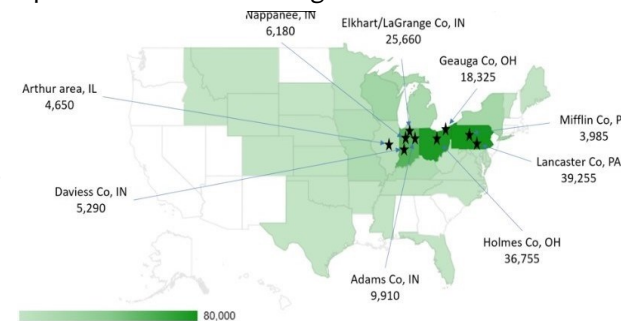 Nappanee, IN
6,180
Elkhart/LaGrange Co, IN
25,660
Geauga Co, OH
18,325
Arthur area, IL
4,650
Mifflin Co, P
3,985
Lancaster Co, PA
39,255
Daviess Co, IN
5,290
Holmes Co, OH
36,755
Adams Co, IN
9,910
80,000